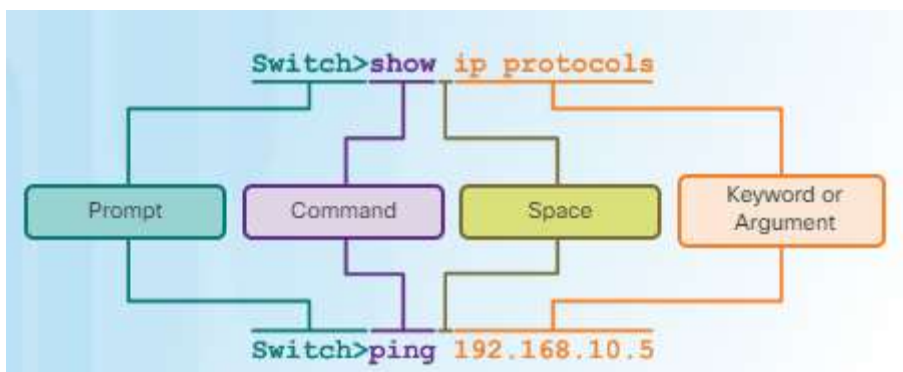 Switch>show ip protocols
Prompt
Command
Space
Keyword or
Argument
Switch>ping 192.168.10.5